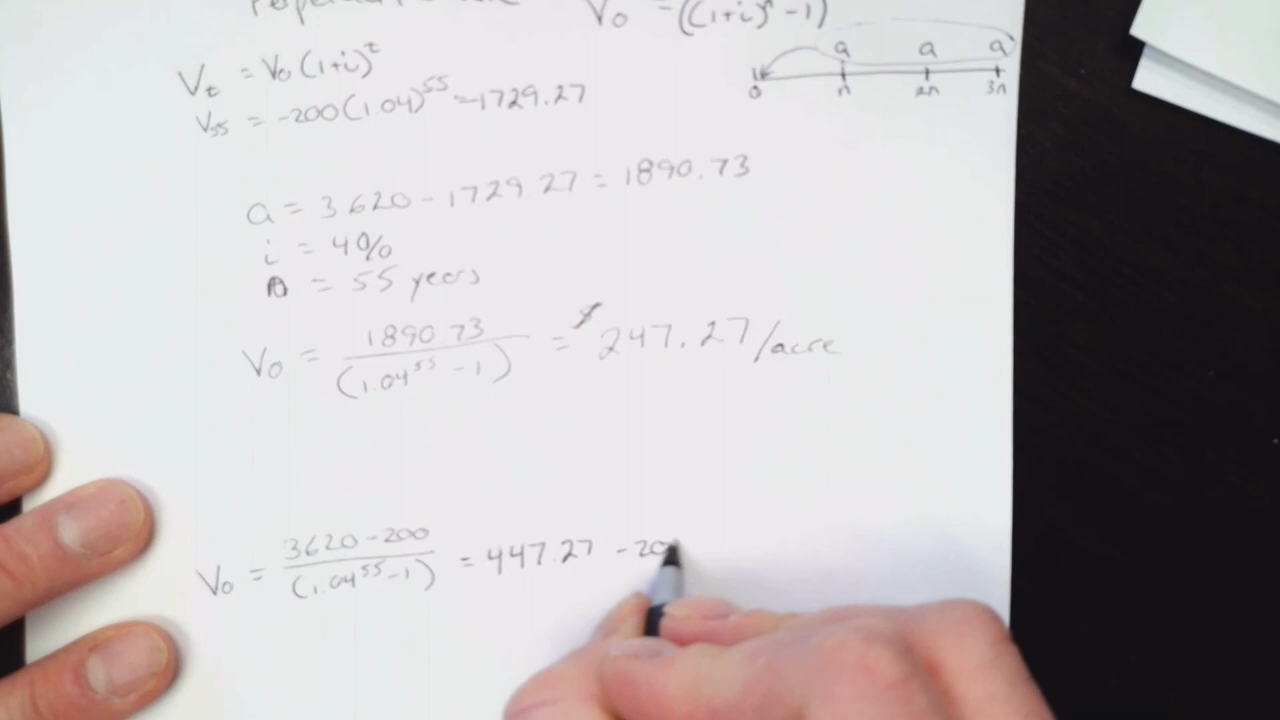 V₀ = ((1+i)ⁿ - 1)
Vₜ = V₀(1+i)ᵗ
a a a
0 n 2n 3n
V₅₅ = -200(1.04)⁵⁵ = -1729.27
a = 3620 - 1729.27 = 1890.73
i = 4%
n = 55 years
V₀ = 1890.73
(1.04⁵⁵ - 1) = $247.27/acre
3620 - 200
V₀ = (1.04⁵⁵ - 1) = 447.27 - 200